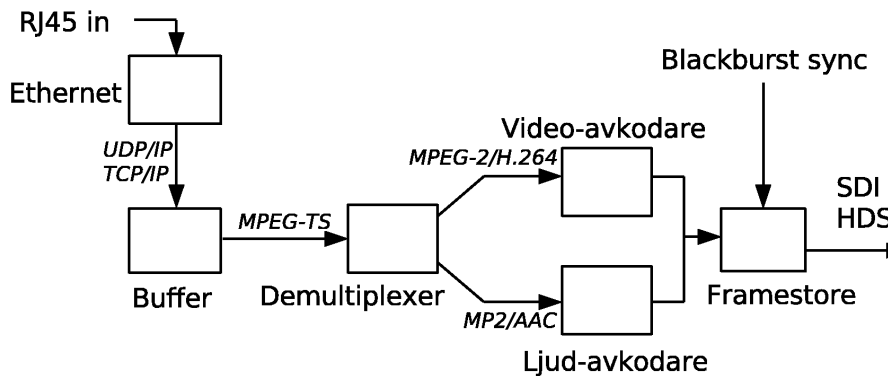 RJ45 in
Ethernet
Blackburst sync
UDP/IP
TCP/IP
Video-avkodare
MPEG-2/H.264
MPEG-TS
SDI
HDS
Buffer
Demultiplexer
Framestore
MP2/AAC
Ljud-avkodare